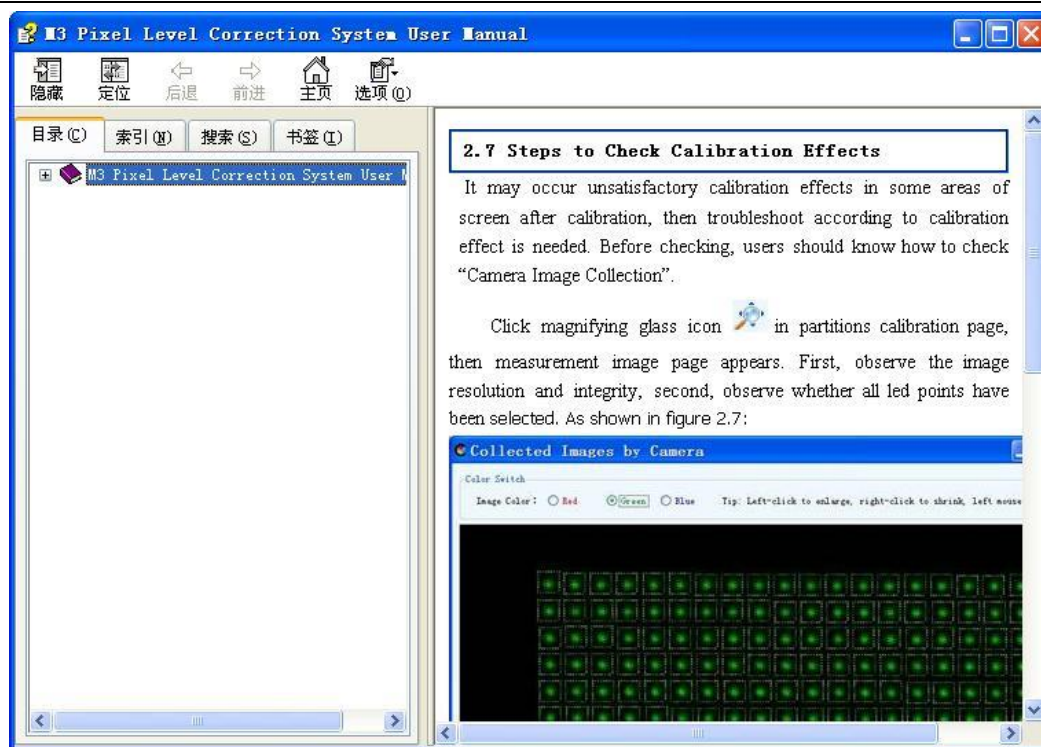 M3 Pixel Level Correction System User Manual
隐藏 定位 后退 前进 主页 选项(O)
目录(C) 索引(N) 搜索(S) 书签(I)
M3 Pixel Level Correction System User M
2.7 Steps to Check Calibration Effects
It may occur unsatisfactory calibration effects in some areas of
screen after calibration, then troubleshoot according to calibration
effect is needed. Before checking, users should know how to check
“Camera Image Collection”.
Click magnifying glass icon in partitions calibration page,
then measurement image page appears. First, observe the image
resolution and integrity, second, observe whether all led points have
been selected. As shown in figure 2.7:
Collected Images by Camera
Color Switch
Image Color: Red Green Blue Tip: Left-click to enlarge, right-click to shrink, left mouse